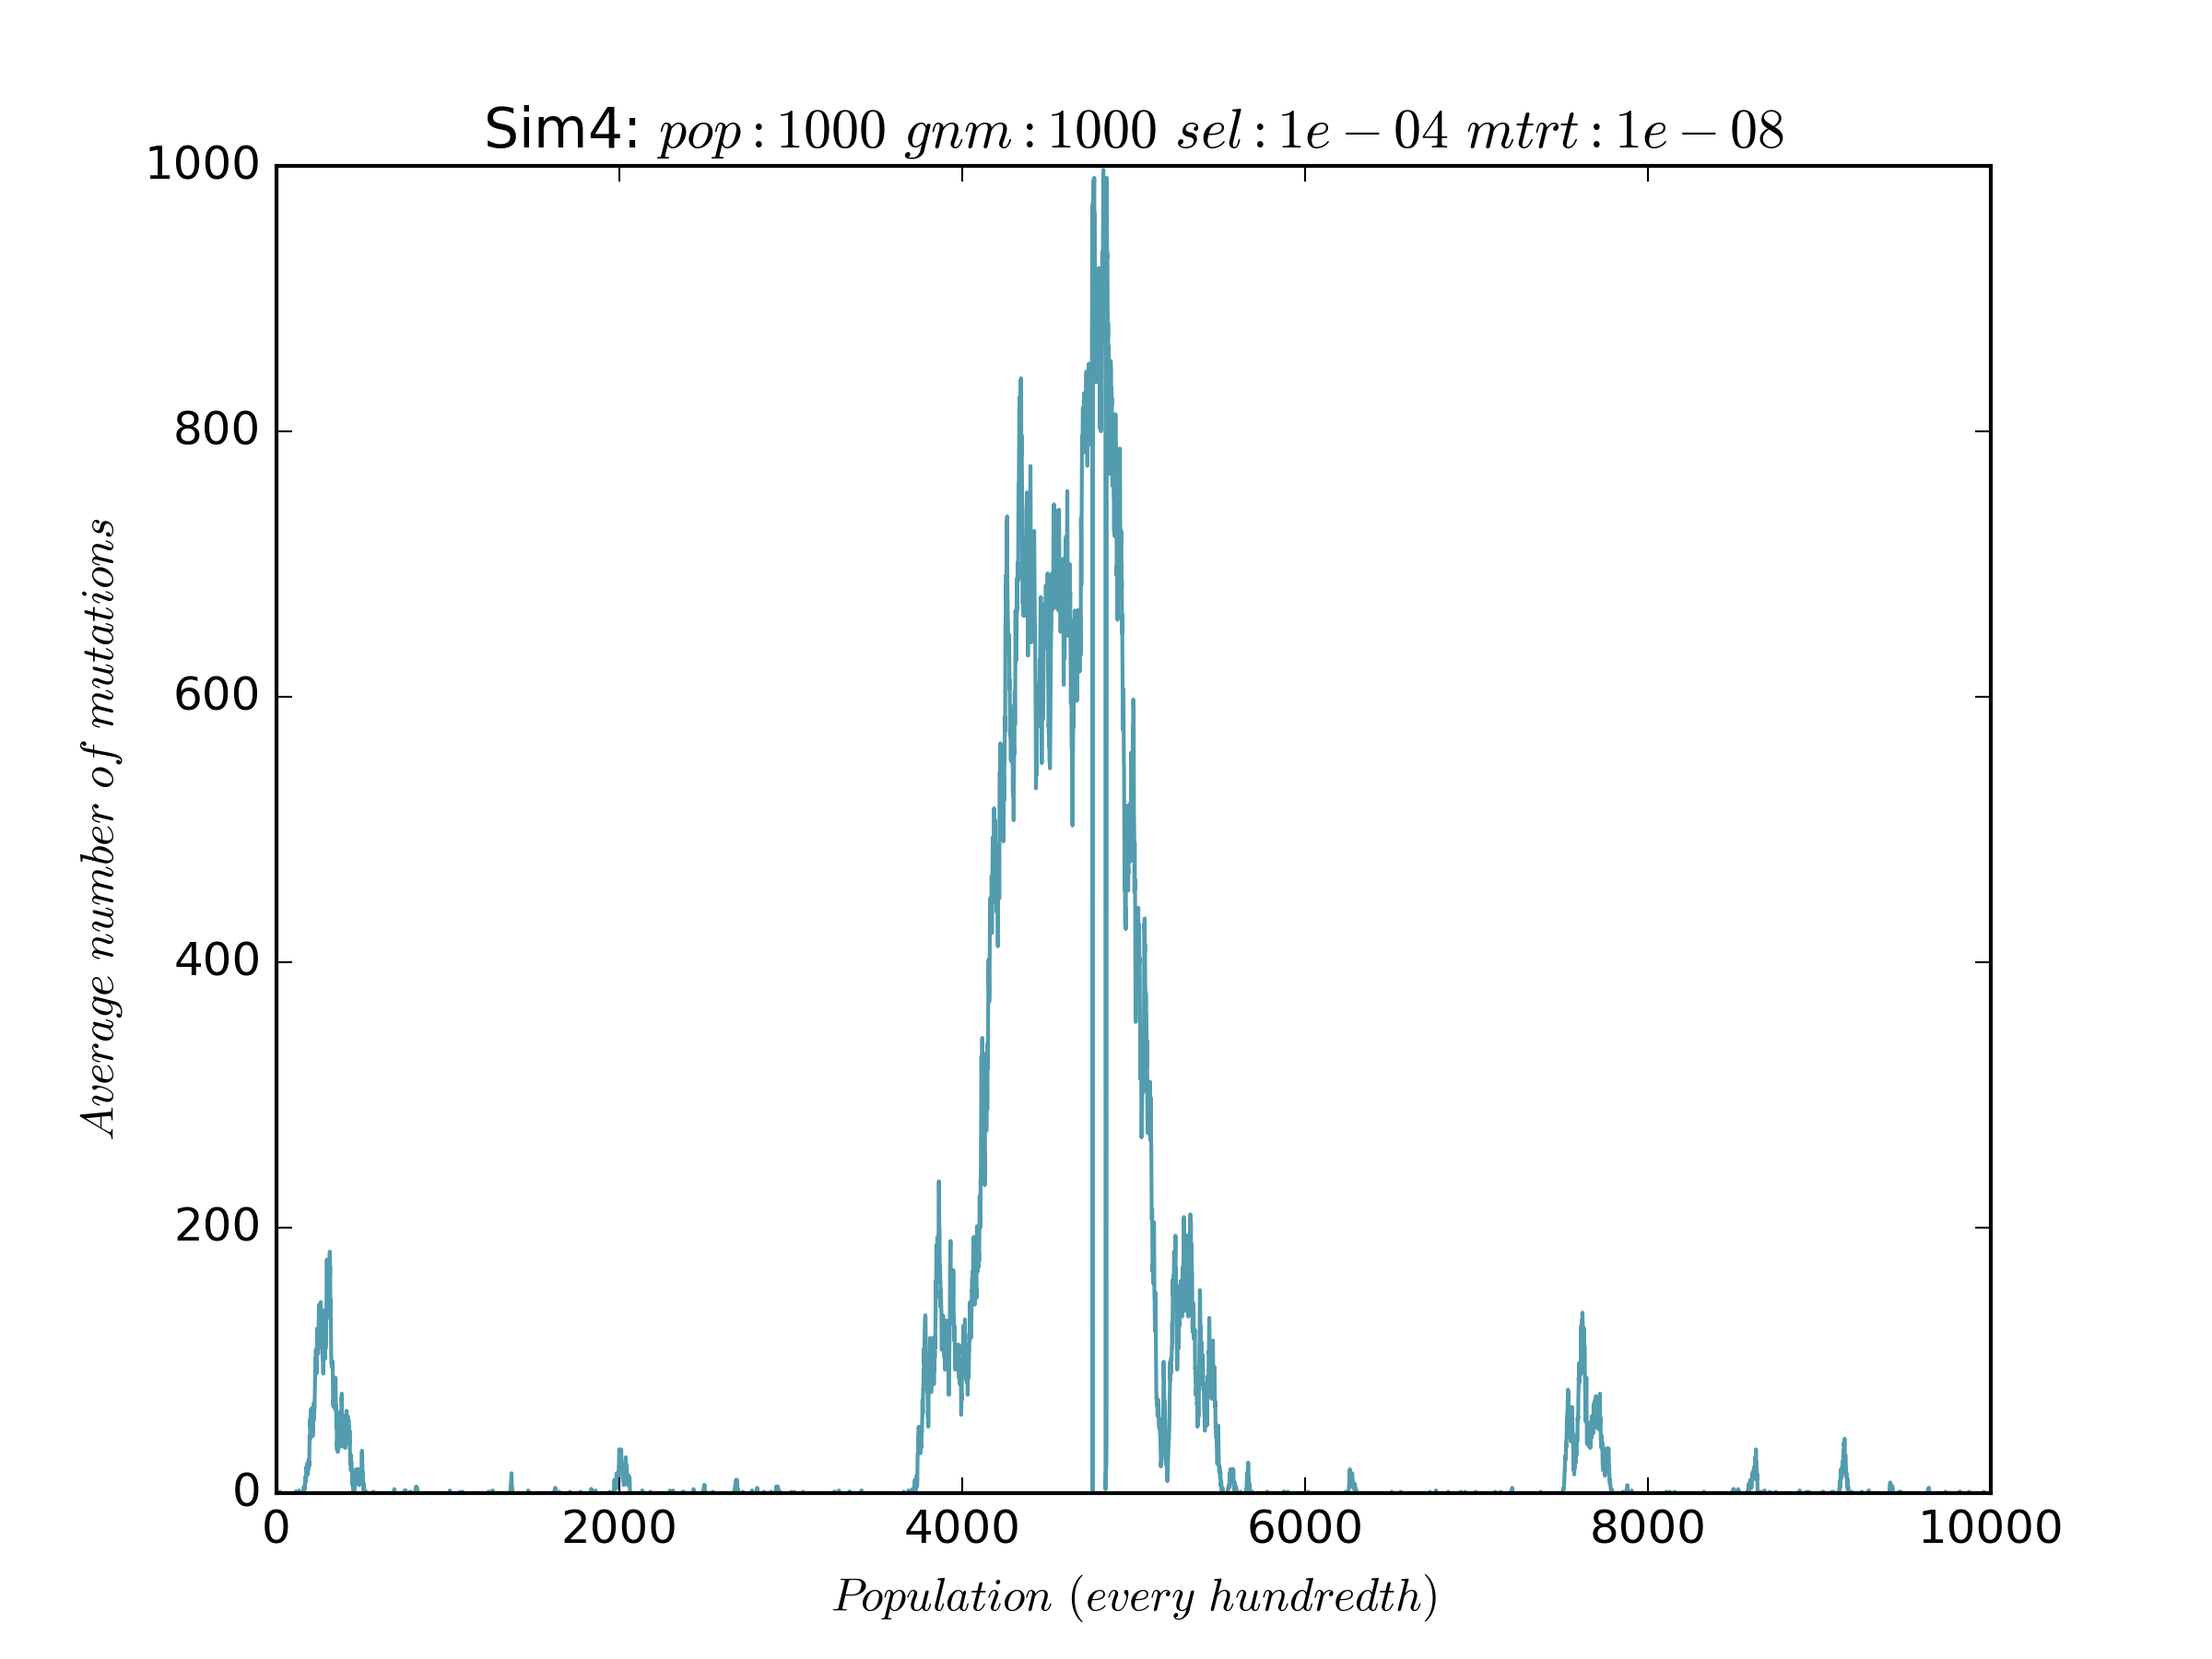 Sim4: pop : 1000 gnm : 1000 sel : 1e − 04 mtrt : 1e − 08
1000
800
600
400
200
0
Average number of mutations
0 2000 4000 6000 8000 10000
Population (every hundredth)